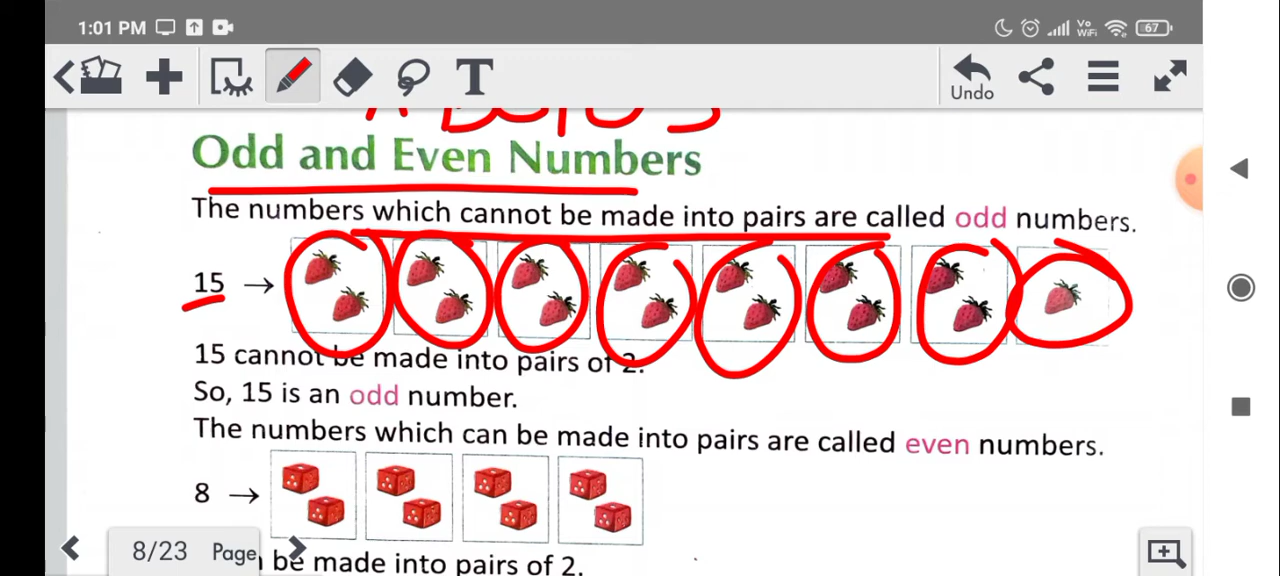 1:01 PM
Vo
WiFi
67
T
Undo
Odd and Even Numbers
The numbers which cannot be made into pairs are called odd numbers.
15 →
15 cannot be made into pairs of 2.
So, 15 is an odd number.
The numbers which can be made into pairs are called even numbers.
8 →
8/23 Page
be made into pairs of 2.